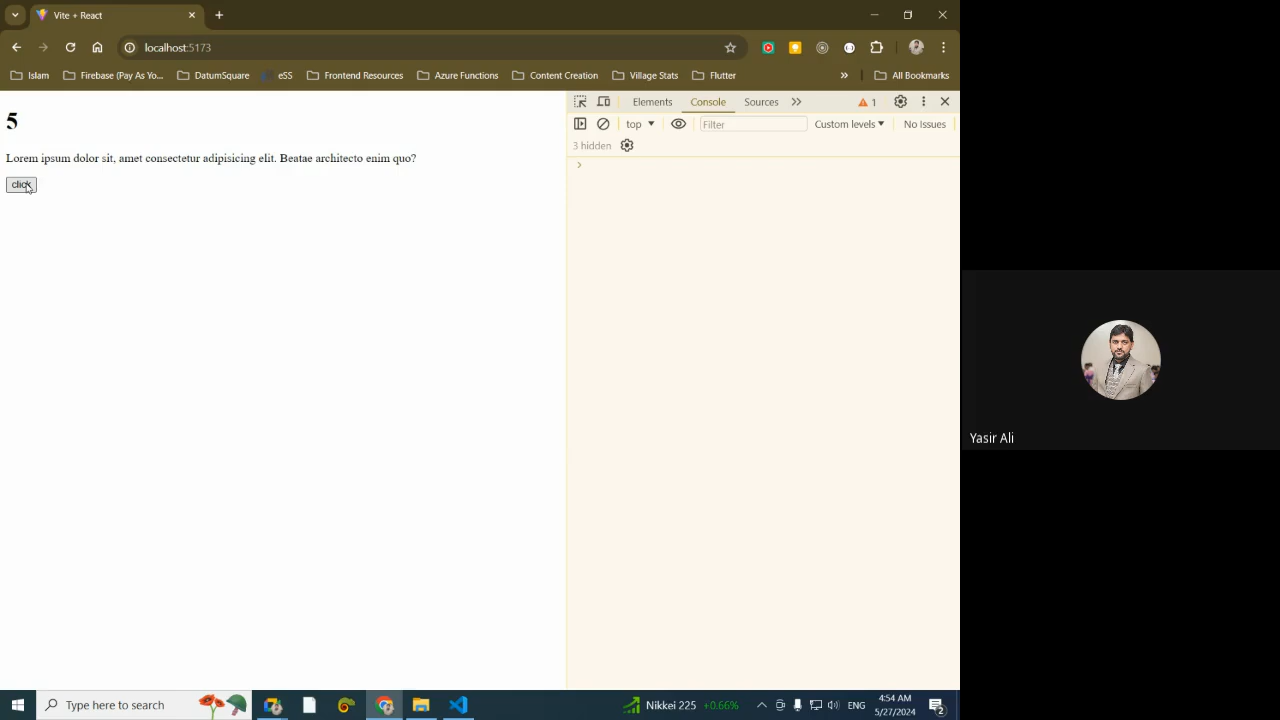 Vite + React
localhost:5173
Islam
Firebase (Pay As Yo...
DatumSquare
eSS
Frontend Resources
Azure Functions
Content Creation
Village Stats
Flutter
»
All Bookmarks
Elements
Console
Sources
1
top
Filter
Custom levels
No Issues
3 hidden
5
Lorem ipsum dolor sit, amet consectetur adipisicing elit. Beatae architecto enim quo?
click
Yasir Ali
Type here to search
Nikkei 225 +0.66%
ENG
4:54 AM
5/27/2024
2